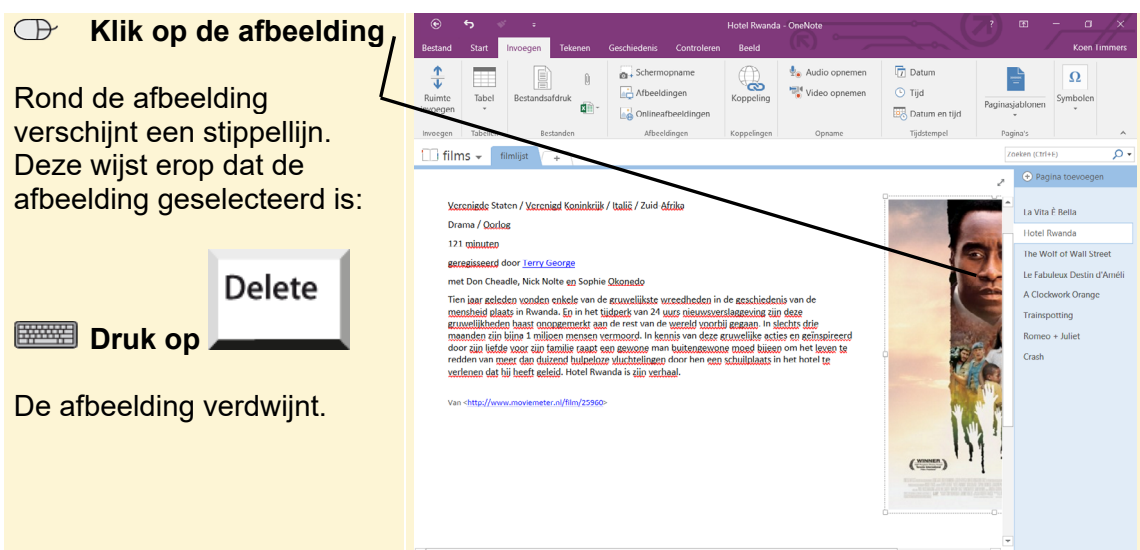 Klik op de afbeelding
Rond de afbeelding
verschijnt een stippellijn.
Deze wijst erop dat de
afbeelding geselecteerd is:
Delete
Druk op
De afbeelding verdwijnt.
Hotel Rwanda - OneNote
?
Bestand Start Invoegen Tekenen Geschiedenis Controleren Beeld
Koen Timmers
Ruimte
invoegen
Tabel
Bestandsafdruk
Schermopname
Afbeeldingen
Onlineafbeeldingen
Koppeling
Audio opnemen
Video opnemen
Datum
Tijd
Datum en tijd
Paginasjablonen
Symbolen
Invoegen Tabellen Bestanden Afbeeldingen Koppelingen Opname Tijdstempel Pagina's
films
filmlijst
+
Zoeken (Ctrl+E)
Pagina toevoegen
Verenigde Staten / Verenigd Koninkrijk / Italië / Zuid Afrika
Drama / Oorlog
121 minuten
geregisseerd door Terry George
met Don Cheadle, Nick Nolte en Sophie Okonedo
Tien jaar geleden vonden enkele van de gruwelijkste wreedheden in de geschiedenis van de
mensheid plaats in Rwanda. En in het tijdperk van 24 uurs nieuwsverslaggeving zijn deze
gruwelijkheden haast onopgemerkt aan de rest van de wereld voorbij gegaan. In slechts drie
maanden zijn bijna 1 miljoen mensen vermoord. In kennis van deze gruwelijke acties en geïnspireerd
door zijn liefde voor zijn familie raapt een gewone man buitengewone moed bijeen om het leven te
redden van meer dan duizend hulpeloze vluchtelingen door hen een schuilplaats in het hotel te
verlenen dat hij heeft geleid. Hotel Rwanda is zijn verhaal.
Van <http://www.moviemeter.nl/film/25960>
WINNER
La Vita È Bella
Hotel Rwanda
The Wolf of Wall Street
Le Fabuleux Destin d'Améli
A Clockwork Orange
Trainspotting
Romeo + Juliet
Crash